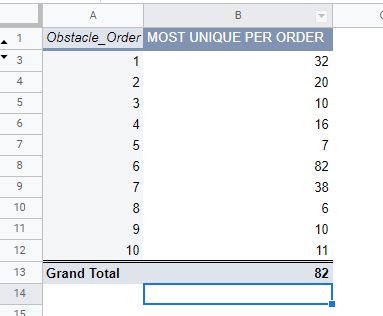 A B
1 Obstacle_Order MOST UNIQUE PER ORDER
3 1 32
4 2 20
5 3 10
6 4 16
7 5 7
8 6 82
9 7 38
10 8 6
11 9 10
12 10 11
13 Grand Total 82
14
15